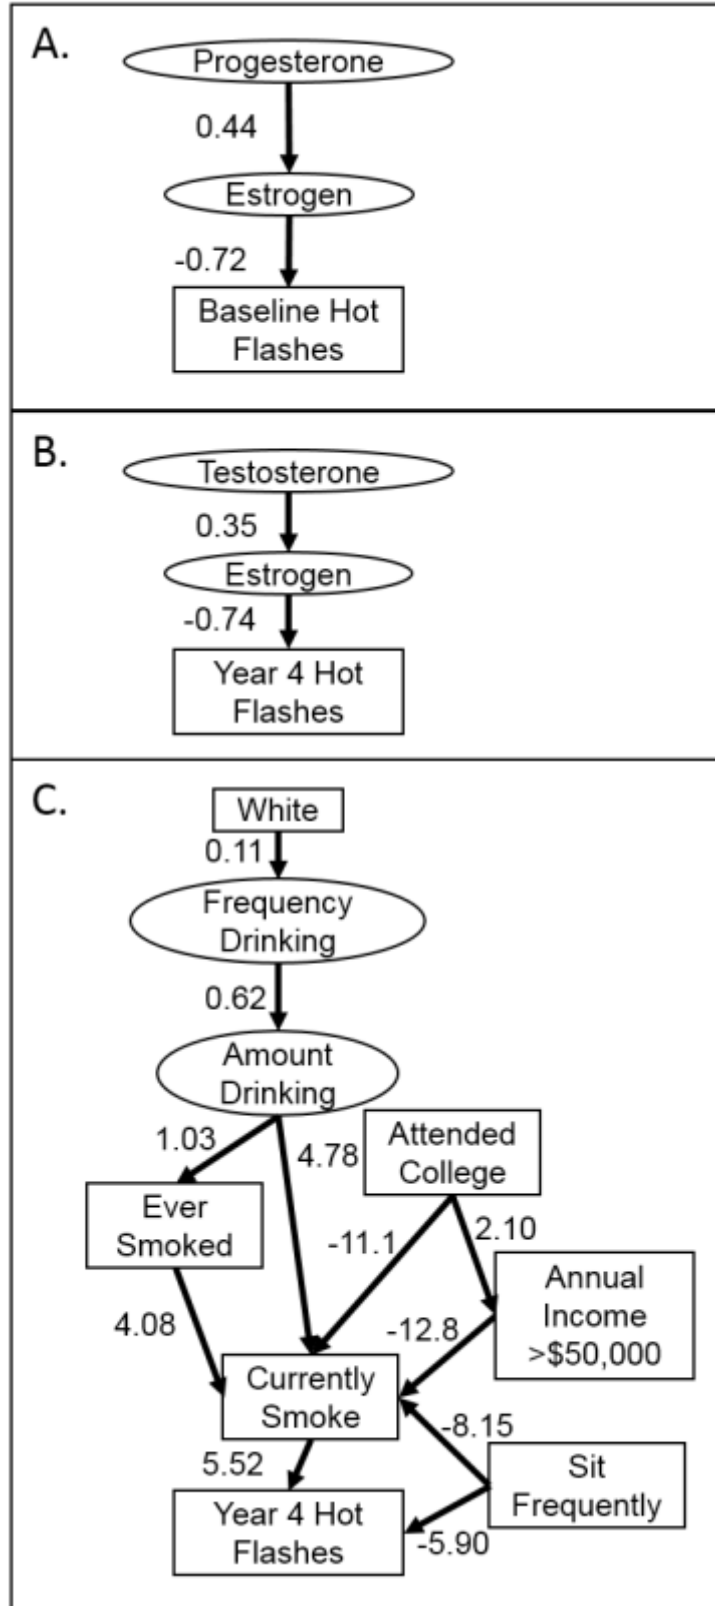 A.
Progesterone
0.44
Estrogen
-0.72
Baseline Hot
Flashes
B.
Testosterone
0.35
Estrogen
-0.74
Year 4 Hot
Flashes
C.
White
0.11
Frequency
Drinking
0.62
Amount
Drinking
1.03
4.78
Attended
College
Ever
Smoked
-11.1
2.10
Annual
Income
>$50,000
4.08
-12.8
Currently
Smoke
-8.15
5.52
Sit
Frequently
Year 4 Hot
Flashes
-5.90